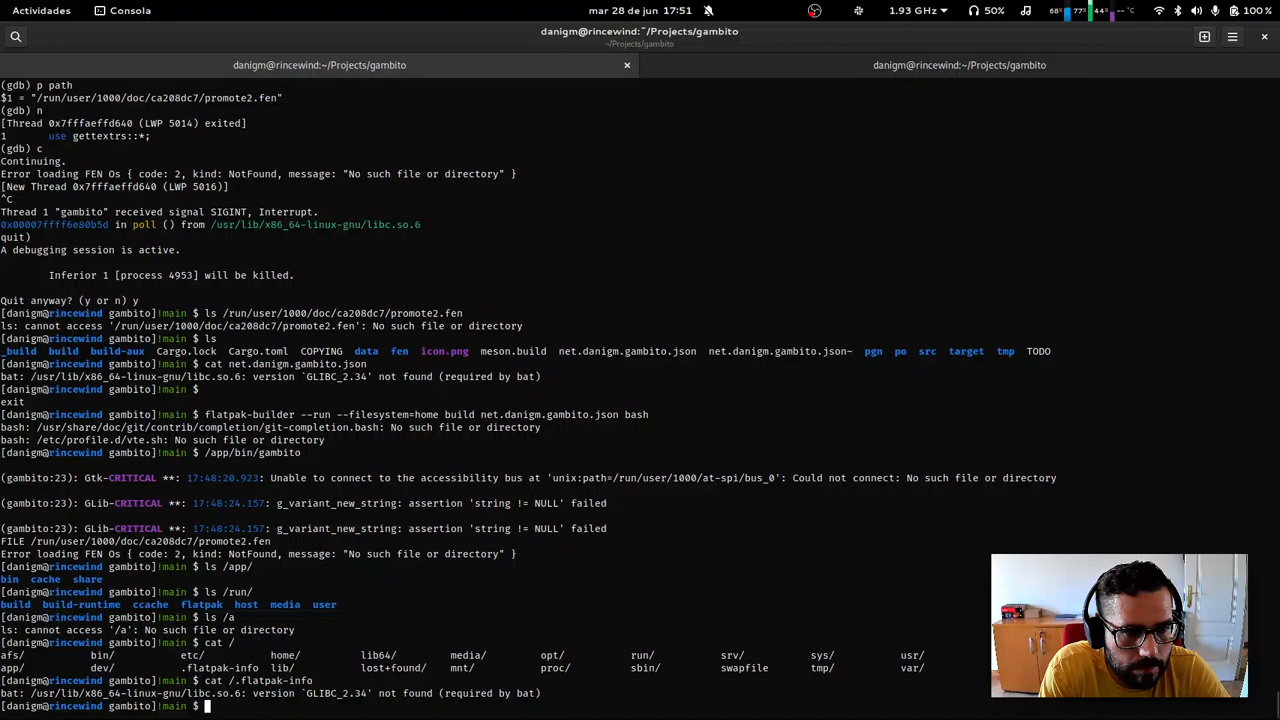 Actividades
Consola
mar 28 de jun 17:51
1.93 GHz
50%
68%
77%
44%
--°C
100 %
danigm@rincewind:~/Projects/gambito
~/Projects/gambito
danigm@rincewind:~/Projects/gambito
danigm@rincewind:~/Projects/gambito
(gdb) p path
$1 = "/run/user/1000/doc/ca208dc7/promote2.fen"
(gdb) n
[Thread 0x7fffaeffd640 (LWP 5014) exited]
1 use gettextrs::*;
(gdb) c
Continuing.
Error loading FEN Os { code: 2, kind: NotFound, message: "No such file or directory" }
[New Thread 0x7fffaeffd640 (LWP 5016)]
^C
Thread 1 "gambito" received signal SIGINT, Interrupt.
0x00007ffff6e80b5d in poll () from /usr/lib/x86_64-linux-gnu/libc.so.6
quit)
A debugging session is active.
Inferior 1 [process 4953] will be killed.
Quit anyway? (y or n) y
[danigm@rincewind gambito]!main $ ls /run/user/1000/doc/ca208dc7/promote2.fen
ls: cannot access '/run/user/1000/doc/ca208dc7/promote2.fen': No such file or directory
[danigm@rincewind gambito]!main $ ls
_build build build-aux Cargo.lock Cargo.toml COPYING data fen icon.png meson.build net.danigm.gambito.json net.danigm.gambito.json~ pgn po src target tmp TODO
[danigm@rincewind gambito]!main $ cat net.danigm.gambito.json
bat: /usr/lib/x86_64-linux-gnu/libc.so.6: version `GLIBC_2.34' not found (required by bat)
[danigm@rincewind gambito]!main $
exit
[danigm@rincewind gambito]!main $ flatpak-builder --run --filesystem=home build net.danigm.gambito.json bash
bash: /usr/share/doc/git/contrib/completion/git-completion.bash: No such file or directory
bash: /etc/profile.d/vte.sh: No such file or directory
[danigm@rincewind gambito]!main $ /app/bin/gambito
(gambito:23): Gtk-CRITICAL **: 17:48:20.923: Unable to connect to the accessibility bus at 'unix:path=/run/user/1000/at-spi/bus_0': Could not connect: No such file or directory
(gambito:23): GLib-CRITICAL **: 17:48:24.157: g_variant_new_string: assertion 'string != NULL' failed
(gambito:23): GLib-CRITICAL **: 17:48:24.157: g_variant_new_string: assertion 'string != NULL' failed
FILE /run/user/1000/doc/ca208dc7/promote2.fen
Error loading FEN Os { code: 2, kind: NotFound, message: "No such file or directory" }
[danigm@rincewind gambito]!main $ ls /app/
bin cache share
[danigm@rincewind gambito]!main $ ls /run/
build build-runtime ccache flatpak host media user
[danigm@rincewind gambito]!main $ ls /a
ls: cannot access '/a': No such file or directory
[danigm@rincewind gambito]!main $ cat /
afs/ bin/ etc/ home/ lib64/ media/ opt/ run/ srv/ sys/ usr/
app/ dev/ .flatpak-info lib/ lost+found/ mnt/ proc/ sbin/ swapfile tmp/ var/
[danigm@rincewind gambito]!main $ cat /.flatpak-info
bat: /usr/lib/x86_64-linux-gnu/libc.so.6: version `GLIBC_2.34' not found (required by bat)
[danigm@rincewind gambito]!main $